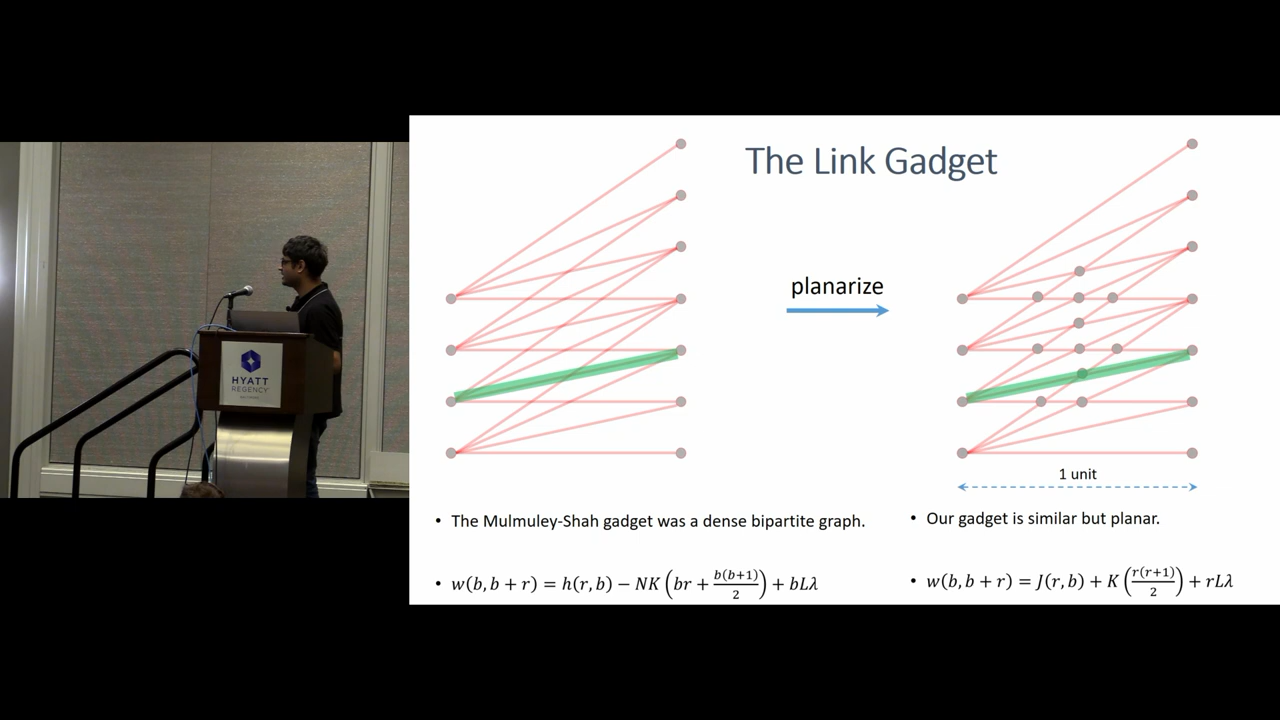 The Link Gadget
planarize
1 unit
• The Mulmuley-Shah gadget was a dense bipartite graph.
• Our gadget is similar but planar.
• w(b, b + r) = h(r, b) − NK (br + b(b+1)/2) + bLλ
• w(b, b + r) = J(r, b) + K (r(r+1)/2) + rLλ
HYATT
REGENCY